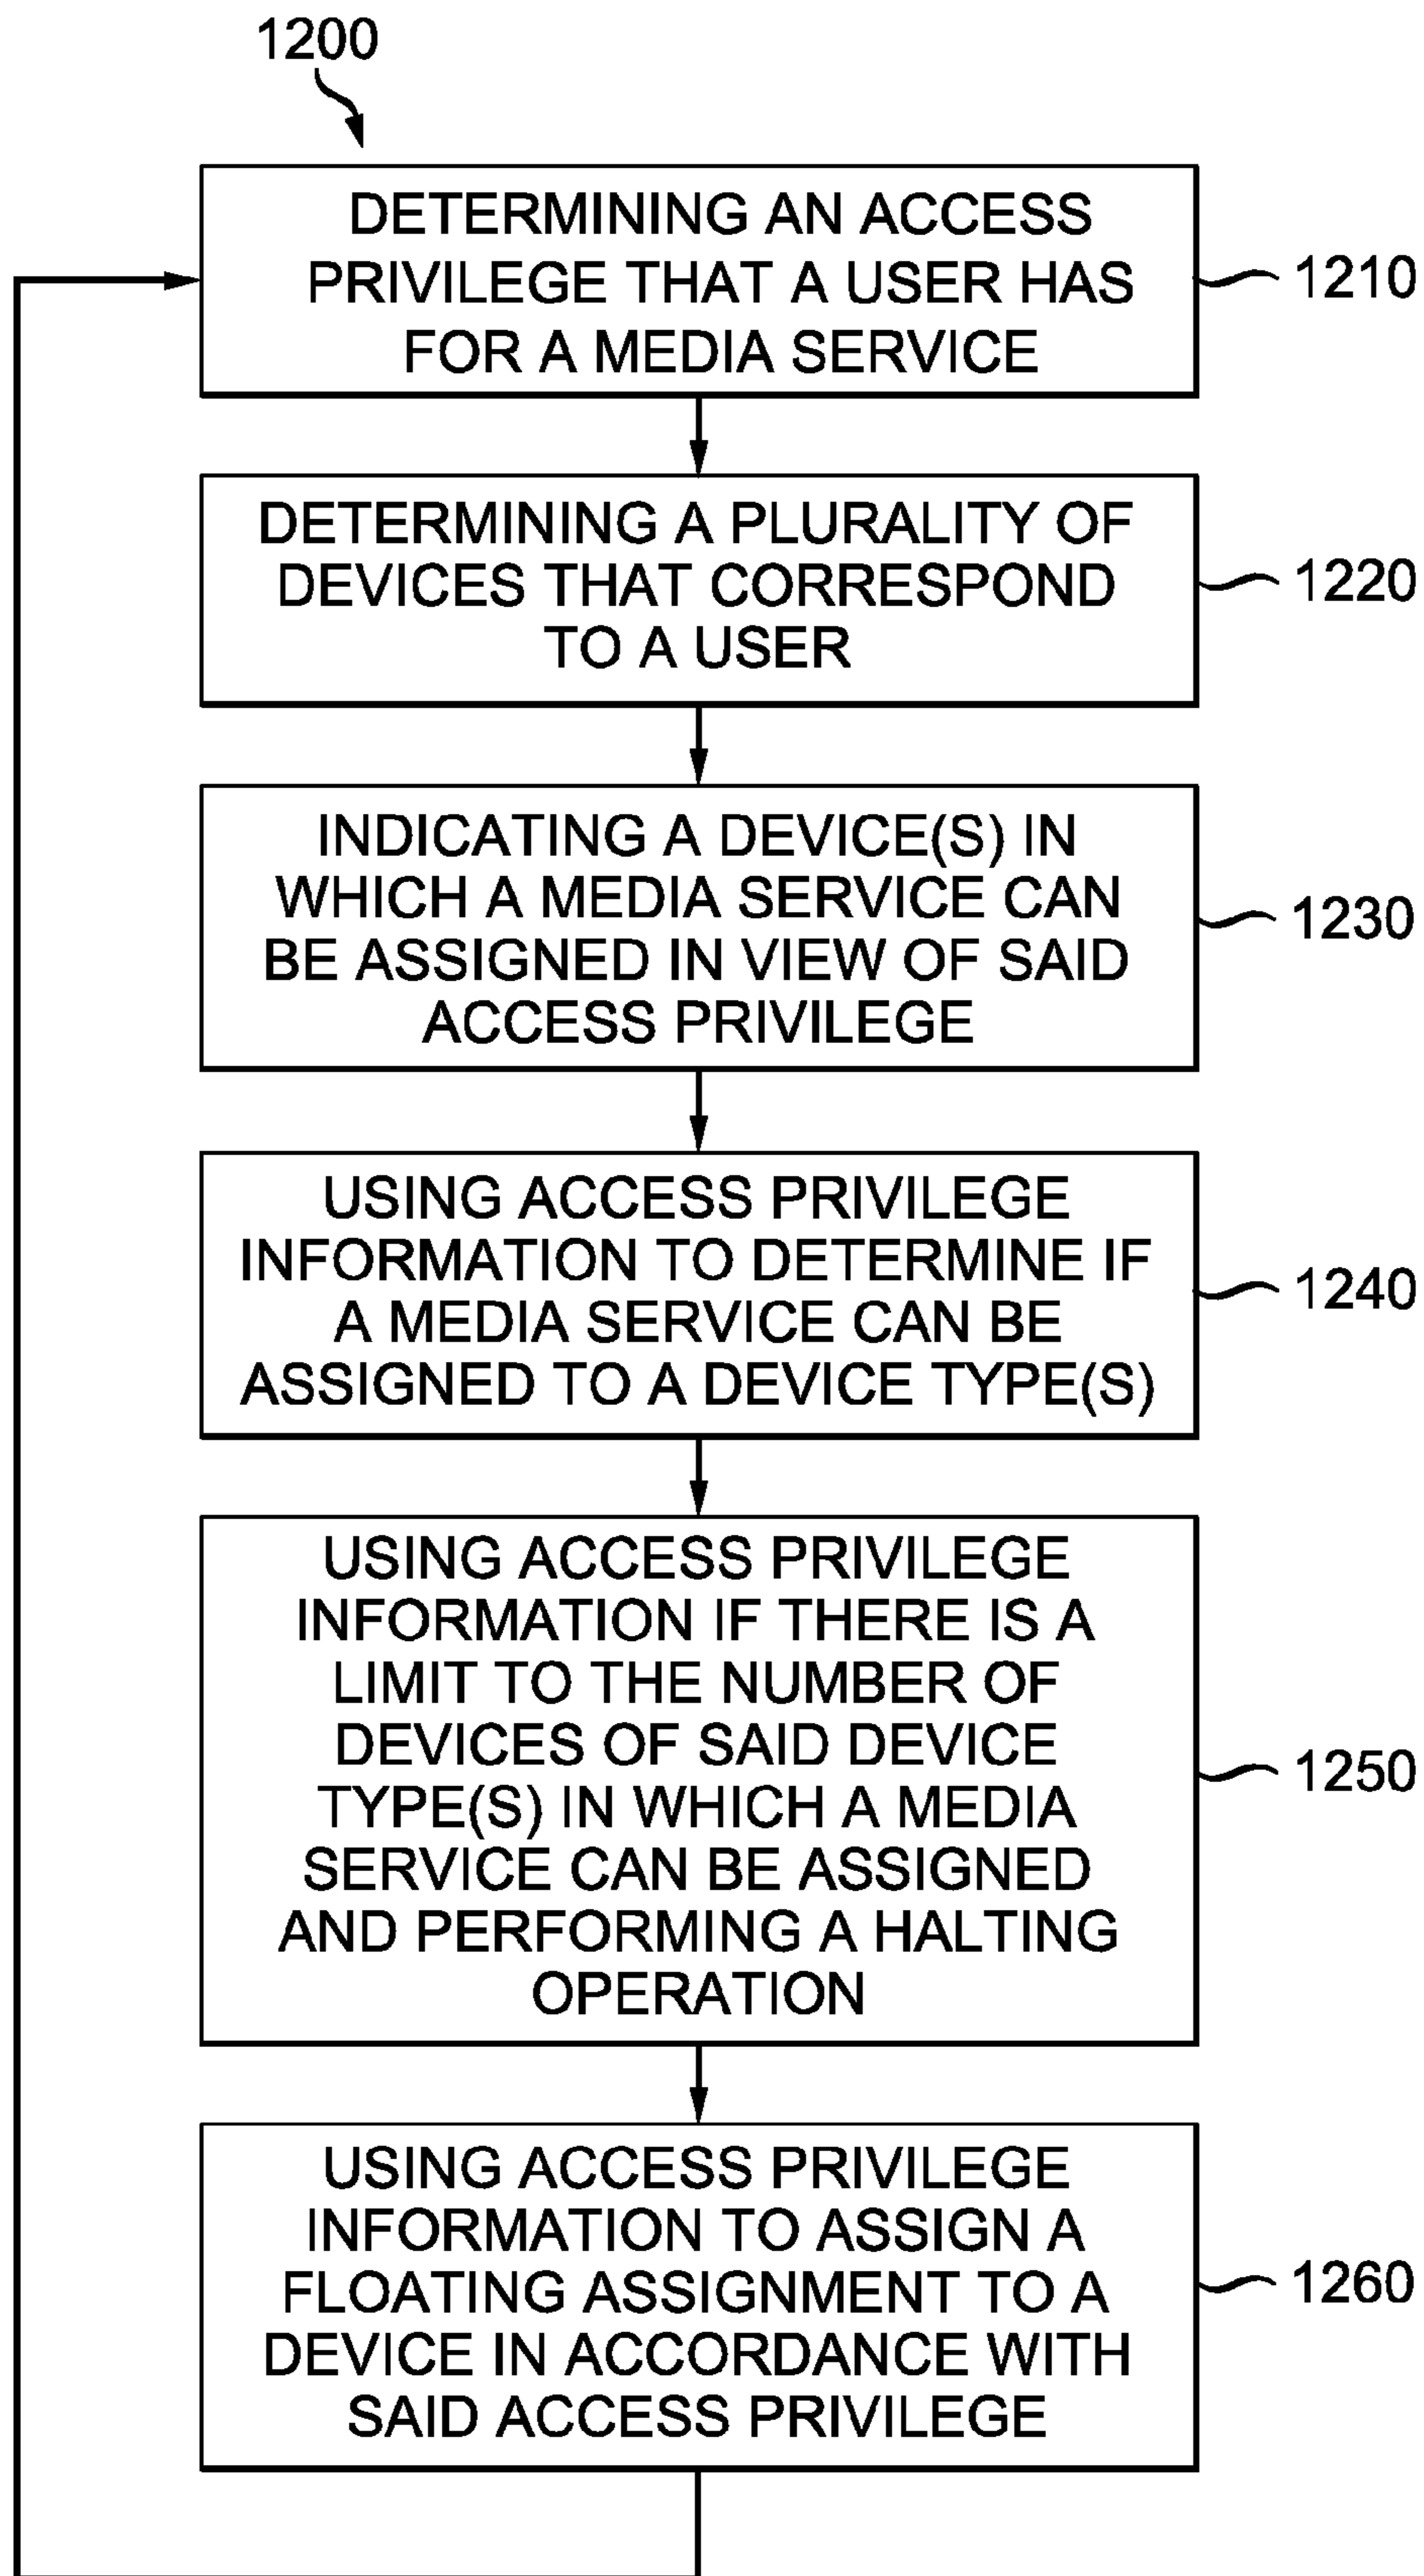 1200
DETERMINING AN ACCESS
PRIVILEGE THAT A USER HAS
FOR A MEDIA SERVICE
1210
DETERMINING A PLURALITY OF
DEVICES THAT CORRESPOND
TO A USER
1220
INDICATING A DEVICE(S) IN
WHICH A MEDIA SERVICE CAN
BE ASSIGNED IN VIEW OF SAID
ACCESS PRIVILEGE
1230
USING ACCESS PRIVILEGE
INFORMATION TO DETERMINE IF
A MEDIA SERVICE CAN BE
ASSIGNED TO A DEVICE TYPE(S)
1240
USING ACCESS PRIVILEGE
INFORMATION IF THERE IS A
LIMIT TO THE NUMBER OF
DEVICES OF SAID DEVICE
TYPE(S) IN WHICH A MEDIA
SERVICE CAN BE ASSIGNED
AND PERFORMING A HALTING
OPERATION
1250
USING ACCESS PRIVILEGE
INFORMATION TO ASSIGN A
FLOATING ASSIGNMENT TO A
DEVICE IN ACCORDANCE WITH
SAID ACCESS PRIVILEGE
1260